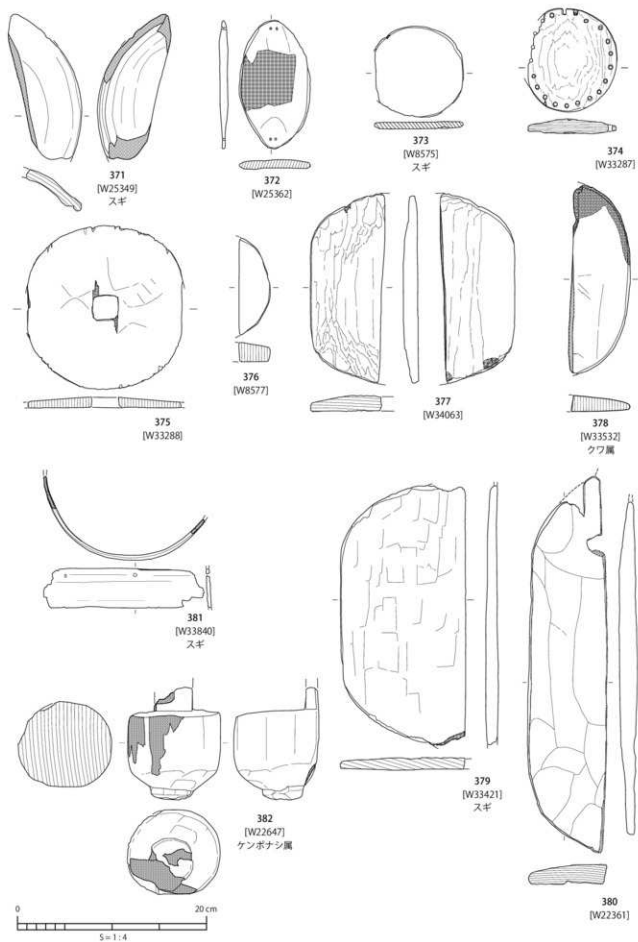 371
[W25349]
スギ
372
[W25362]
373
[W8575]
スギ
374
[W33287]
375
[W33288]
376
[W8577]
377
[W34063]
378
[W33532]
クワ属
381
[W33840]
スギ
379
[W33421]
スギ
382
[W22647]
ケンポナシ属
380
[W22361]
0 20 cm
S = 1 : 4